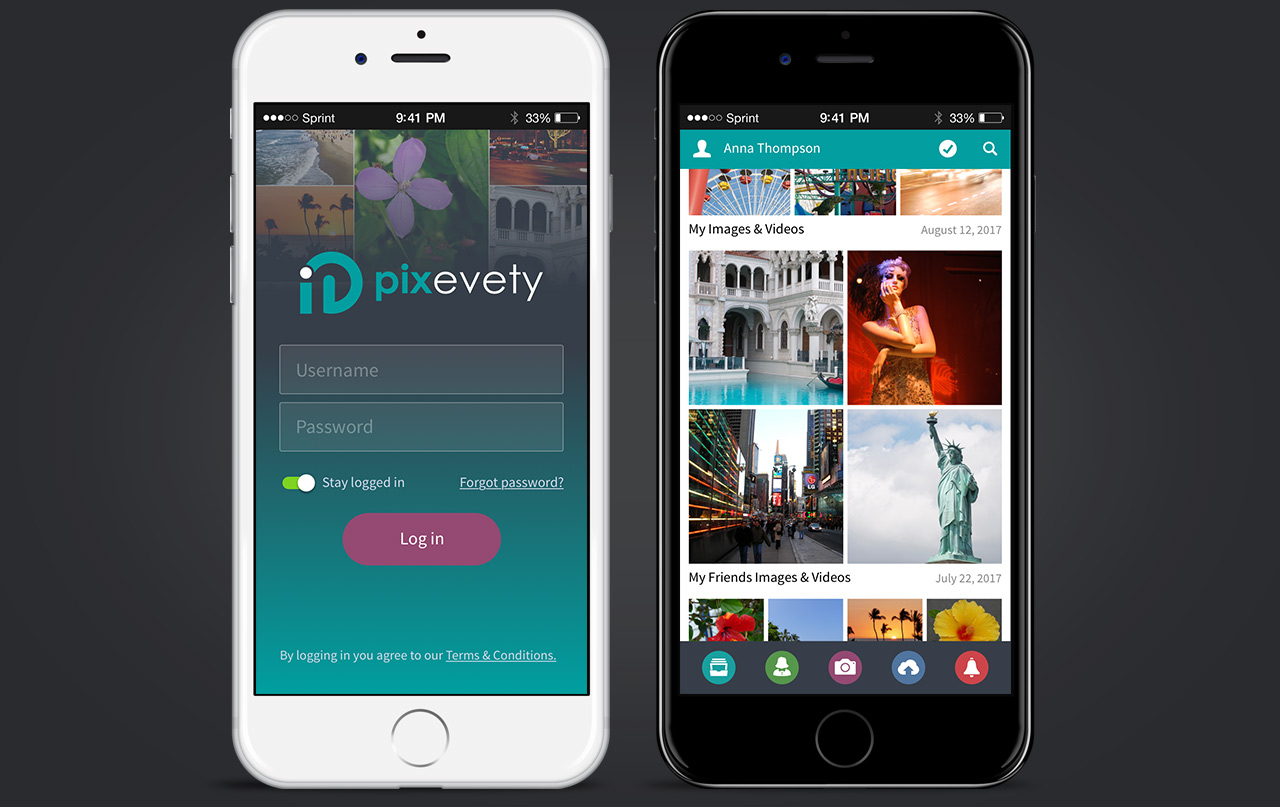 Sprint 9:41 PM 33%
pixevety
Username
Password
Stay logged in Forgot password?
Log in
By logging in you agree to our Terms & Conditions.
Sprint 9:41 PM 33%
Anna Thompson
My Images & Videos August 12, 2017
LG
My Friends Images & Videos July 22, 2017